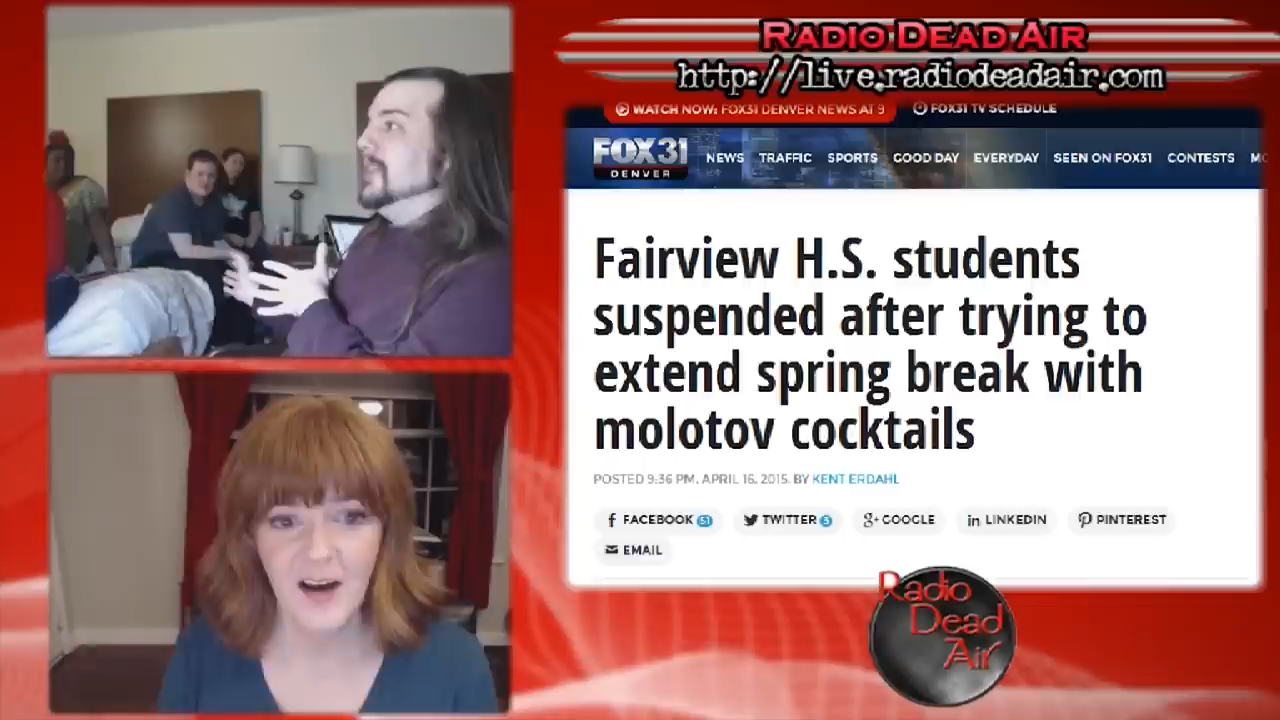 RADIO DEAD AIR
http://live.radiodeadair.com
WATCH NOW: FOX31 DENVER NEWS AT 9
FOX31 TV SCHEDULE
FOX31
DENVER
NEWS TRAFFIC SPORTS GOOD DAY EVERYDAY SEEN ON FOX31 CONTESTS
Fairview H.S. students
suspended after trying to
extend spring break with
molotov cocktails
POSTED 9:36 PM, APRIL 16, 2015, BY KENT ERDAHL
FACEBOOK 51 TWITTER 5 g+ GOOGLE in LINKEDIN PINTEREST
EMAIL
Radio
Dead
Air